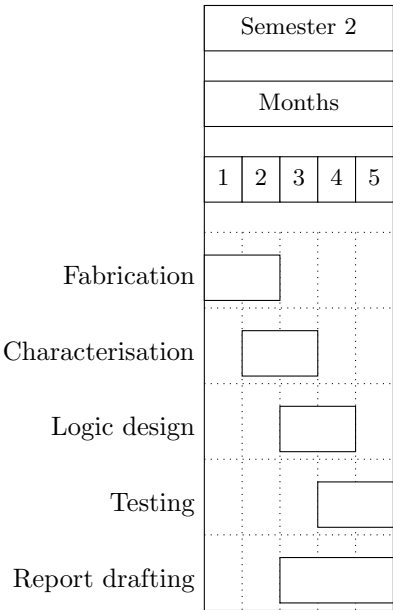 Semester 2
Months
1 2 3 4 5
Fabrication
Characterisation
Logic design
Testing
Report drafting